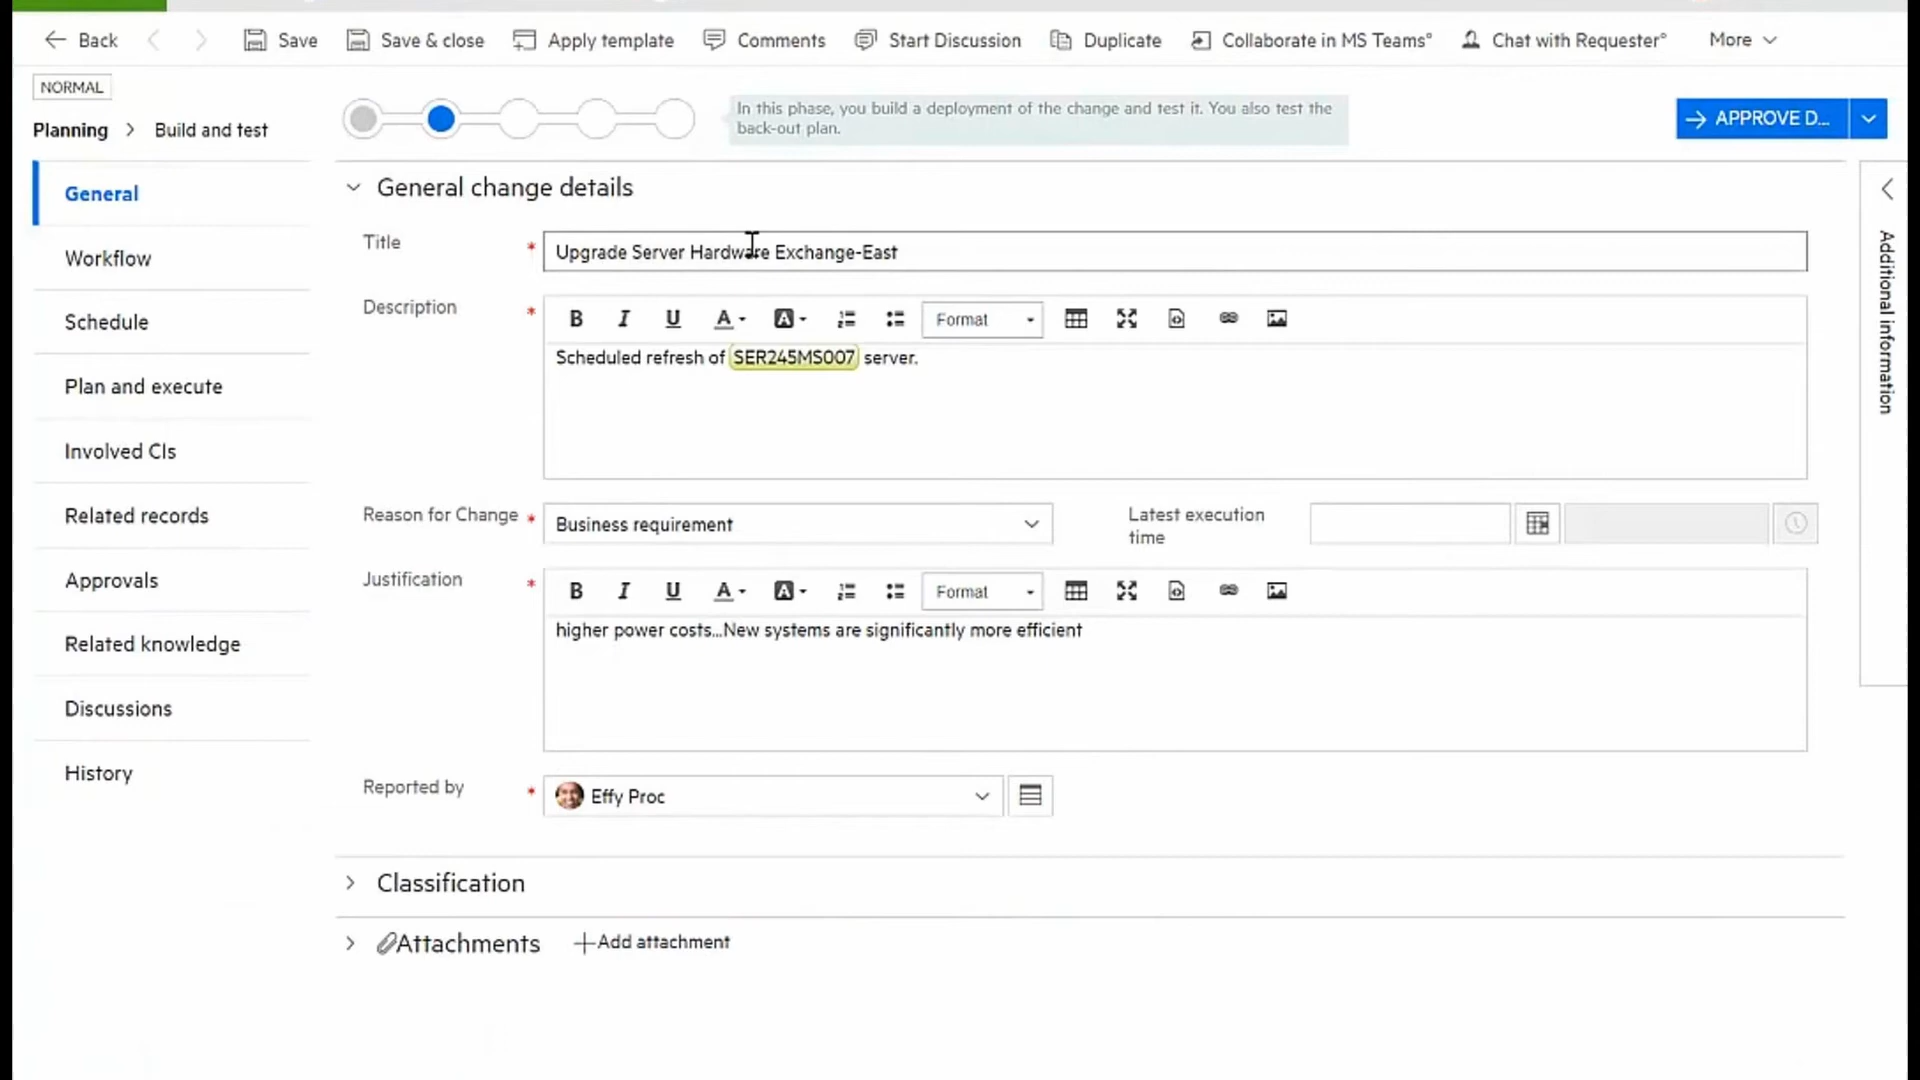 Back
Save
Save & close
Apply template
Comments
Start Discussion
Duplicate
Collaborate in MS Teams°
Chat with Requester°
More
NORMAL
Planning > Build and test
In this phase, you build a deployment of the change and test it. You also test the
back-out plan.
APPROVE D...
General
Workflow
Schedule
Plan and execute
Involved CIs
Related records
Approvals
Related knowledge
Discussions
History
General change details
Title * Upgrade Server Hardware Exchange-East
Description *
B I U A A Format
Scheduled refresh of SER245MS007 server.
Reason for Change * Business requirement
Latest execution
time
Justification *
B I U A A Format
higher power costs...New systems are significantly more efficient
Reported by * Effy Proc
Classification
Attachments
+Add attachment
Additional information